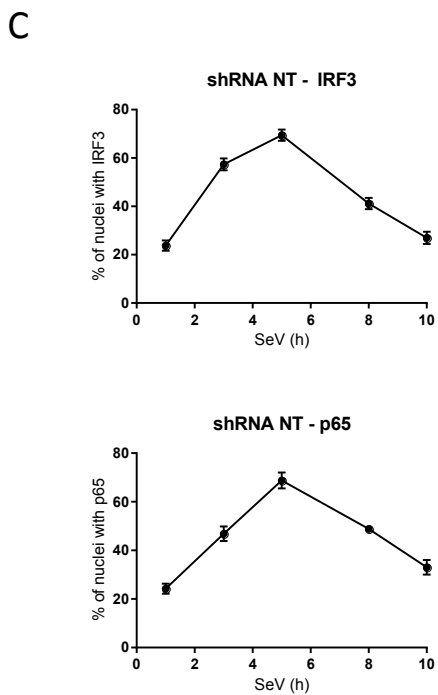 C
shRNA NT - IRF3
% of nuclei with IRF3
80
60
40
20
0
0 2 4 6 8 10
SeV (h)
shRNA NT - p65
% of nuclei with p65
80
60
40
20
0
0 2 4 6 8 10
SeV (h)